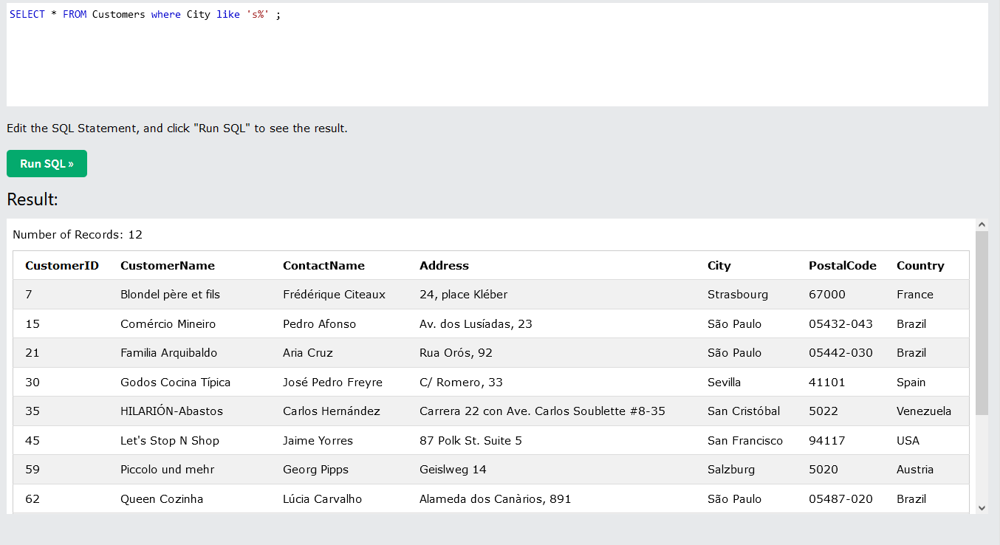 SELECT * FROM Customers where City like 's%' ;
Edit the SQL Statement, and click "Run SQL" to see the result.
Run SQL »
Result:
Number of Records: 12
CustomerID CustomerName ContactName Address City PostalCode Country
7 Blondel père et fils Frédérique Citeaux 24, place Kléber Strasbourg 67000 France
15 Comércio Mineiro Pedro Afonso Av. dos Lusíadas, 23 São Paulo 05432-043 Brazil
21 Familia Arquibaldo Aria Cruz Rua Orós, 92 São Paulo 05442-030 Brazil
30 Godos Cocina Típica José Pedro Freyre C/ Romero, 33 Sevilla 41101 Spain
35 HILARIÓN-Abastos Carlos Hernández Carrera 22 con Ave. Carlos Soublette #8-35 San Cristóbal 5022 Venezuela
45 Let's Stop N Shop Jaime Yorres 87 Polk St. Suite 5 San Francisco 94117 USA
59 Piccolo und mehr Georg Pipps Geislweg 14 Salzburg 5020 Austria
62 Queen Cozinha Lúcia Carvalho Alameda dos Canàrios, 891 São Paulo 05487-020 Brazil